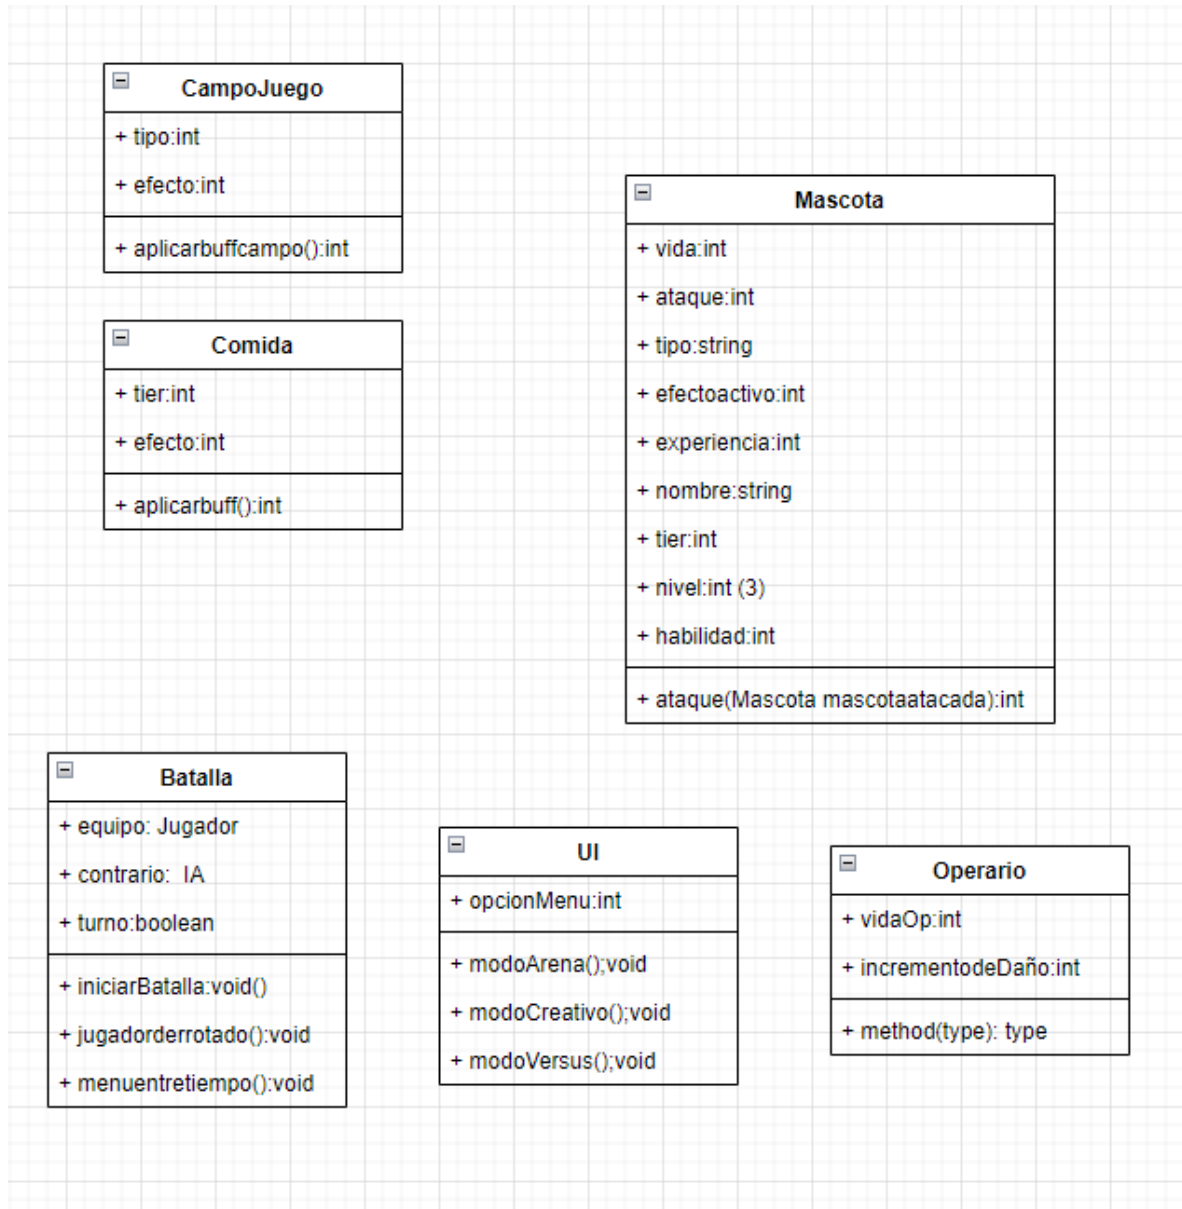 CampoJuego
+ tipo:int
+ efecto:int
+ aplicarbuffcampo():int
Comida
+ tier:int
+ efecto:int
+ aplicarbuff():int
Mascota
+ vida:int
+ ataque:int
+ tipo:string
+ efectoactivo:int
+ experiencia:int
+ nombre:string
+ tier:int
+ nivel:int (3)
+ habilidad:int
+ ataque(Mascota mascotaatacada):int
Batalla
+ equipo: Jugador
+ contrario:  IA
+ turno:boolean
+ iniciarBatalla:void()
+ jugadorderrotado():void
+ menuentretiempo():void
UI
+ opcionMenu:int
+ modoArena();void
+ modoCreativo();void
+ modoVersus();void
Operario
+ vidaOp:int
+ incrementodeDaño:int
+ method(type): type